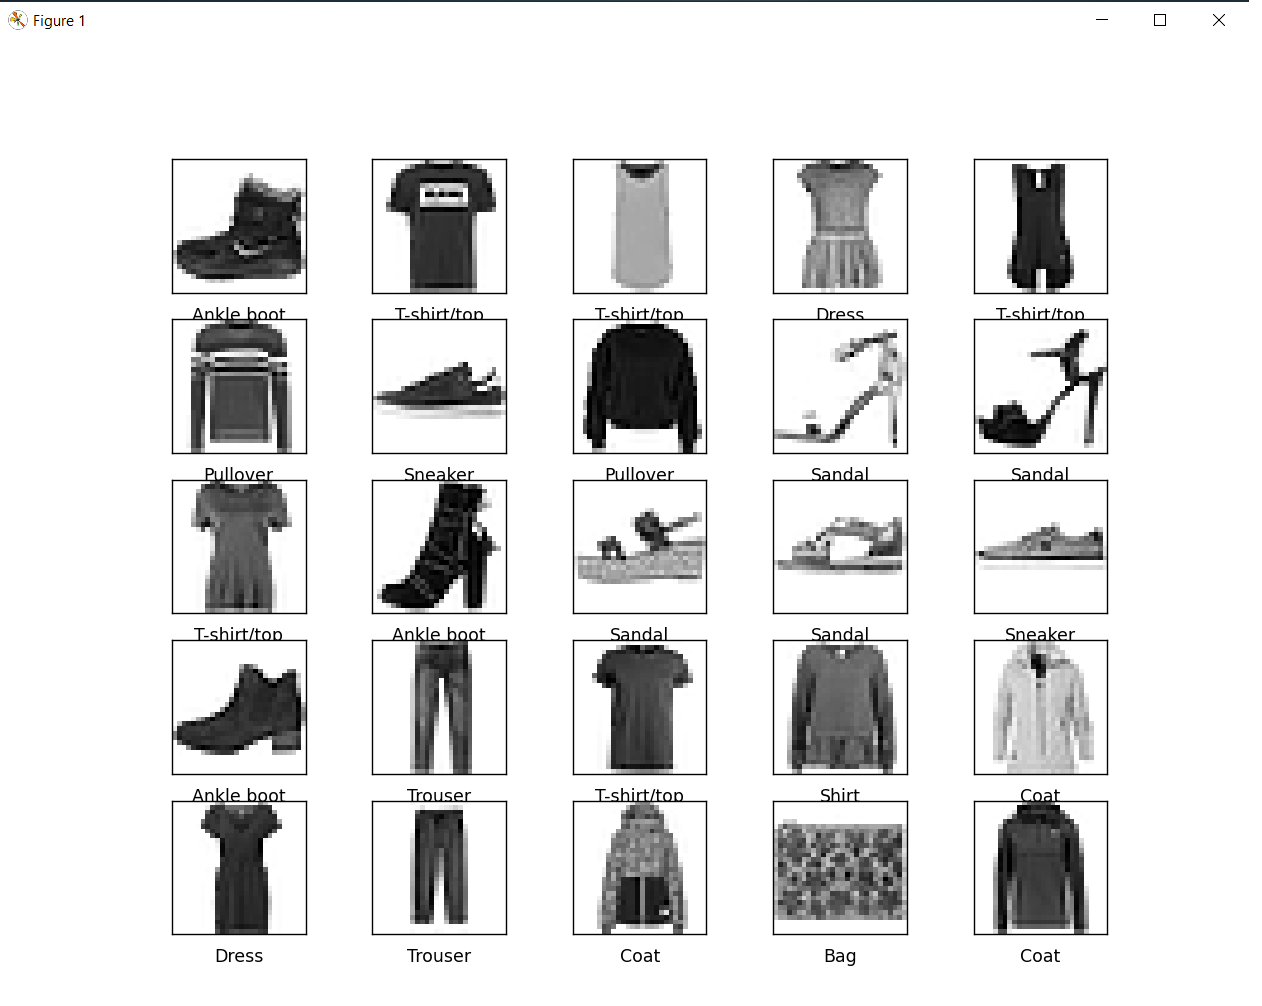 Figure 1
Ankle boot T-shirt/top T-shirt/top Dress T-shirt/top
Pullover Sneaker Pullover Sandal Sandal
T-shirt/top Ankle boot Sandal Sandal Sneaker
Ankle boot Trouser T-shirt/top Shirt Coat
Dress Trouser Coat Bag Coat